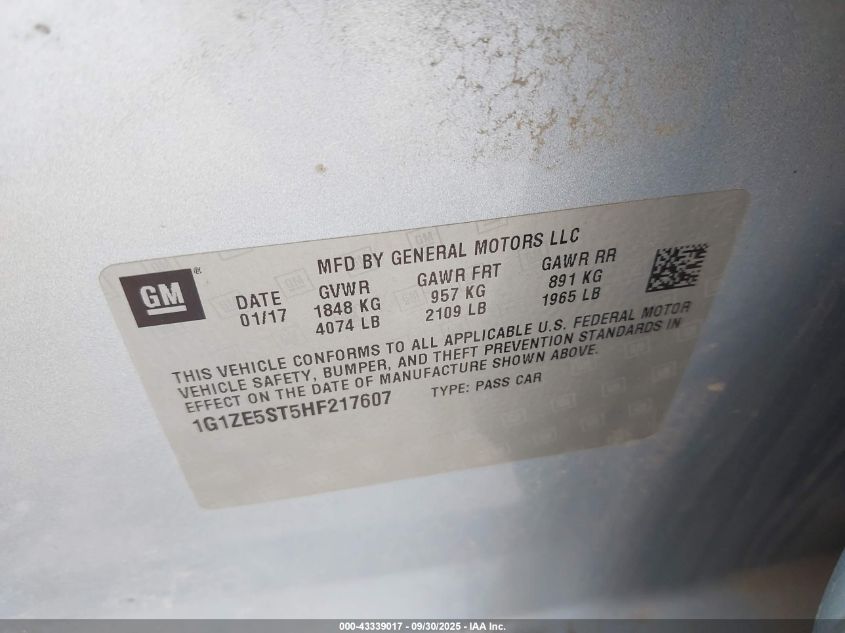 GM®
MFD BY GENERAL MOTORS LLC
DATE GVWR GAWR FRT GAWR RR
01/17 1848 KG 957 KG 891 KG
4074 LB 2109 LB 1965 LB
THIS VEHICLE CONFORMS TO ALL APPLICABLE U.S. FEDERAL MOTOR
VEHICLE SAFETY, BUMPER, AND THEFT PREVENTION STANDARDS IN
EFFECT ON THE DATE OF MANUFACTURE SHOWN ABOVE.
1G1ZE5ST5HF217607 TYPE: PASS CAR
000-43339017 - 09/30/2025 - IAA Inc.